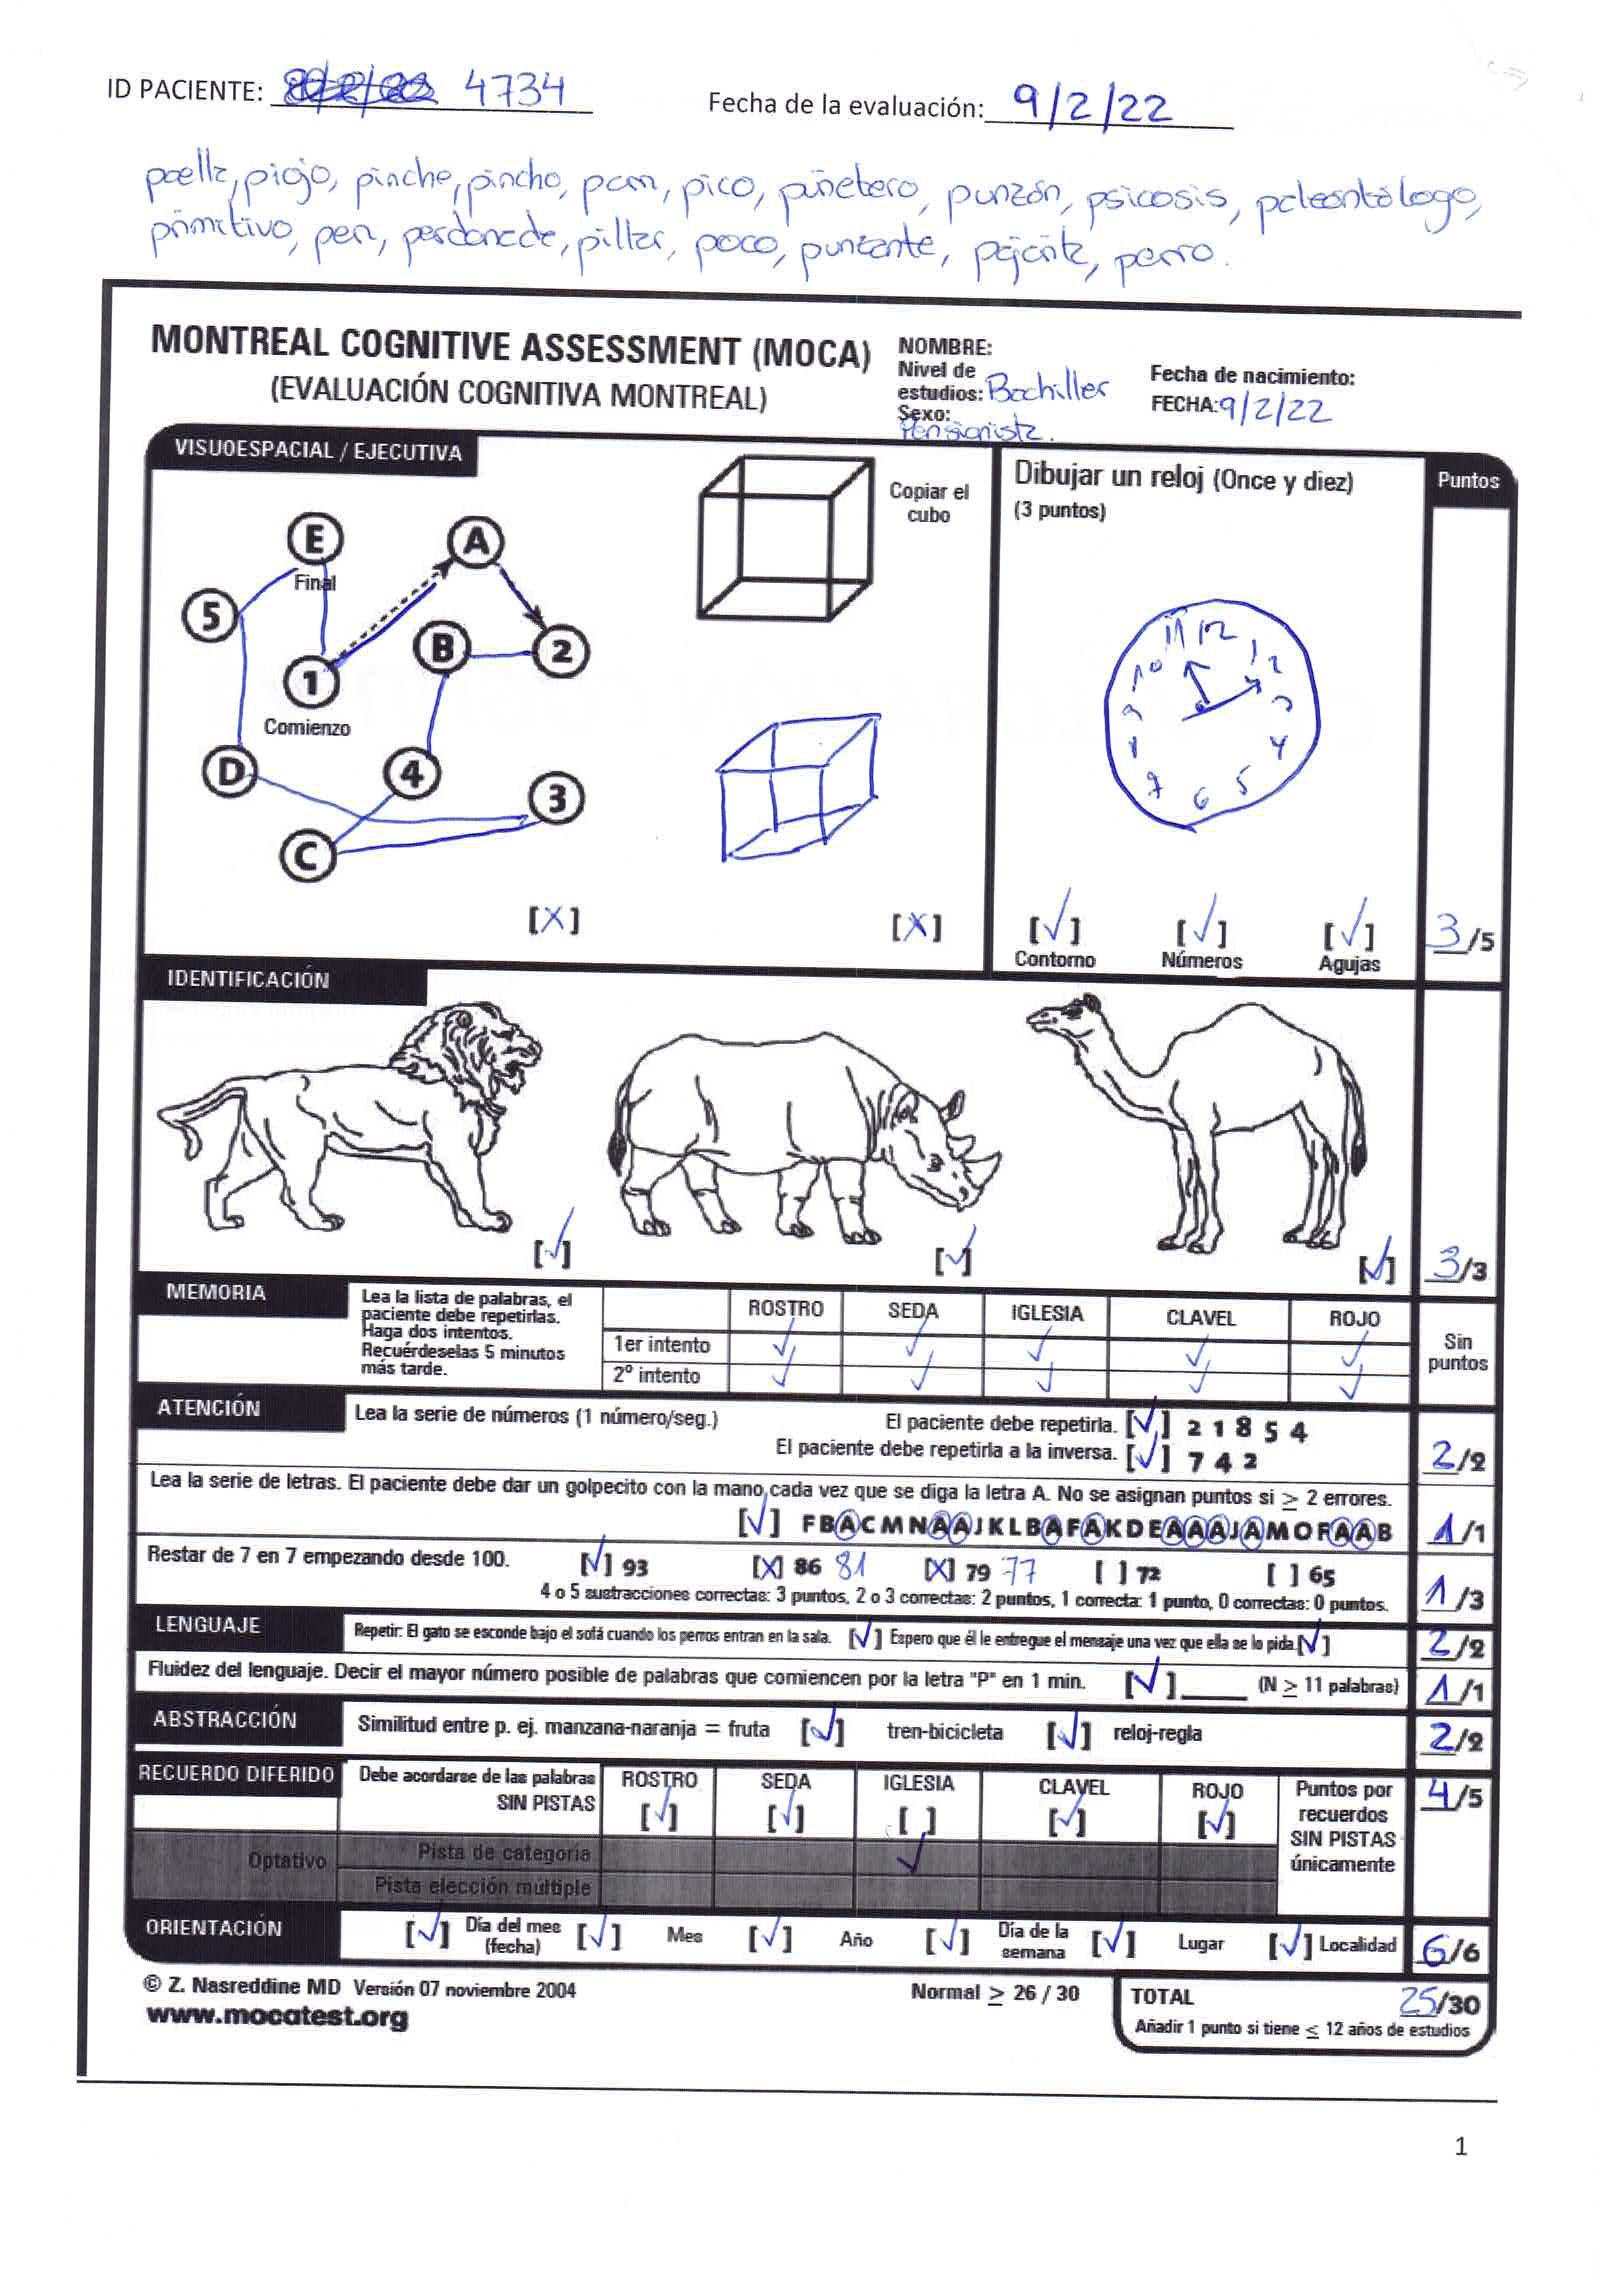 ID PACIENTE: 4734 Fecha de la evaluación: 9/2/22
paella, piojo, pinche, pincho, pan, pico, puñetero, punzón, psicosis, paleontólogo,
primitivo, pen, perdonade, pillar, poco, punzante, perro.
MONTREAL COGNITIVE ASSESSMENT (MOCA)
(EVALUACIÓN COGNITIVA MONTREAL)
NOMBRE:
Nivel de
estudios: Bachiller
Sexo:
Pensionista.
Fecha de nacimiento:
FECHA: 9/2/22
VISUOESPACIAL / EJECUTIVA
E
Final
A
5
B
2
1
Comienzo
D
4
3
C
[X]
Copiar el
cubo
[X]
Dibujar un reloj (Once y diez)
(3 puntos)
11 12 1
10 2
9 3
8 4
7 6 5
[✓] [✓] [✓]
Contorno Números Agujas
Puntos
3/5
IDENTIFICACIÓN
[✓] [✓] [✓] 3/3
MEMORIA
Lea la lista de palabras, el
paciente debe repetirlas.
Haga dos intentos.
Recuérdeselas 5 minutos
más tarde.
ROSTRO SEDA IGLESIA CLAVEL ROJO
1er intento ✓ ✓ ✓ ✓ ✓
2º intento ✓ ✓ ✓ ✓ ✓
Sin
puntos
ATENCIÓN
Lea la serie de números (1 número/seg.) El paciente debe repetirla. [✓] 2 1 8 5 4
El paciente debe repetirla a la inversa. [✓] 7 4 2 2/2
Lea la serie de letras. El paciente debe dar un golpecito con la mano cada vez que se diga la letra A. No se asignan puntos si ≥ 2 errores.
[✓] F B A C M N A A J K L B A F A K D E A A A J A M O F A A B 1/1
Restar de 7 en 7 empezando desde 100. [✓] 93 [X] 86 81 [X] 79 77 [ ] 72 [ ] 65
4 o 5 sustracciones correctas: 3 puntos, 2 o 3 correctas: 2 puntos, 1 correcta: 1 punto, 0 correctas: 0 puntos. 1/3
LENGUAJE
Repetir: El gato se esconde bajo el sofá cuando los perros entran en la sala. [✓] Espero que él le entregue el mensaje una vez que ella se lo pida. [✓] 2/2
Fluidez del lenguaje. Decir el mayor número posible de palabras que comiencen por la letra "P" en 1 min. [✓] (N ≥ 11 palabras) 1/1
ABSTRACCIÓN
Similitud entre p. ej. manzana-naranja = fruta [✓] tren-bicicleta [✓] reloj-regla 2/2
RECUERDO DIFERIDO
Debe acordarse de las palabras
SIN PISTAS
ROSTRO SEDA IGLESIA CLAVEL ROJO
[✓] [✓] [ ] [✓] [✓]
Puntos por
recuerdos
SIN PISTAS
únicamente
4/5
Optativo
Pista de categoria ✓
Pista elección múltiple
ORIENTACIÓN
[✓] Día del mes
(fecha) [✓] Mes [✓] Año [✓] Día de la
semana [✓] Lugar [✓] Localidad 6/6
© Z. Nasreddine MD Versión 07 noviembre 2004
www.mocatest.org
Normal ≥ 26 / 30
TOTAL 25/30
Añadir 1 punto si tiene ≤ 12 años de estudios
1